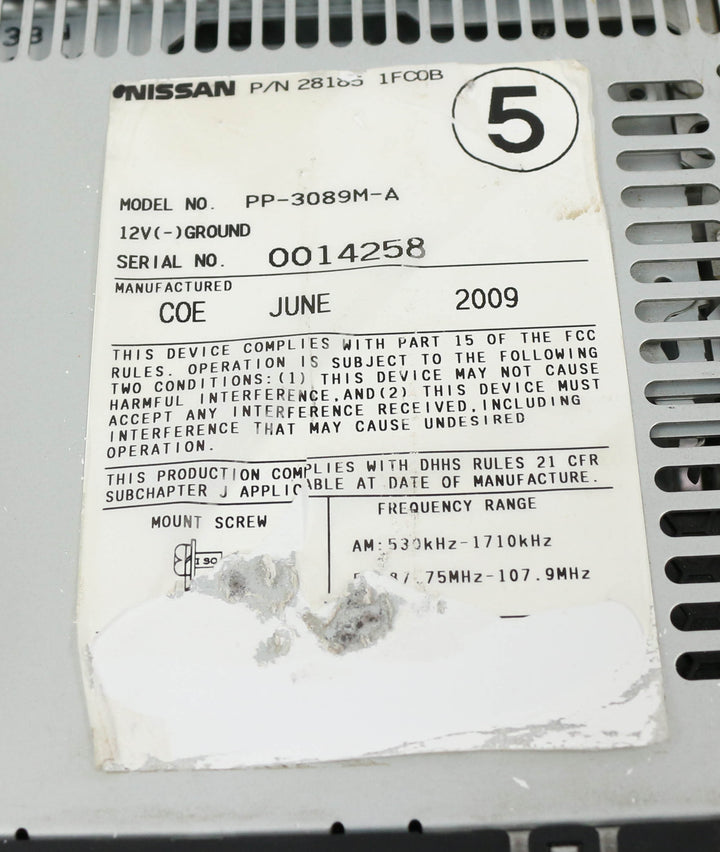 NISSAN P/N 28185 1FC0B
5
MODEL NO. PP-3089M-A
12V(-)GROUND
SERIAL NO. 0014258
MANUFACTURED
COE JUNE 2009
THIS DEVICE COMPLIES WITH PART 15 OF THE FCC
RULES. OPERATION IS SUBJECT TO THE FOLLOWING
TWO CONDITIONS:(1) THIS DEVICE MAY NOT CAUSE
HARMFUL INTERFERENCE,AND(2) THIS DEVICE MUST
ACCEPT ANY INTERFERENCE RECEIVED,INCLUDING
INTERFERENCE THAT MAY CAUSE UNDESIRED
OPERATION.
THIS PRODUCTION COMPLIES WITH DHHS RULES 21 CFR
SUBCHAPTER J APPLICABLE AT DATE OF MANUFACTURE.
MOUNT SCREW
ISO
FREQUENCY RANGE
AM:530kHz-1710kHz
87.75MHz-107.9MHz